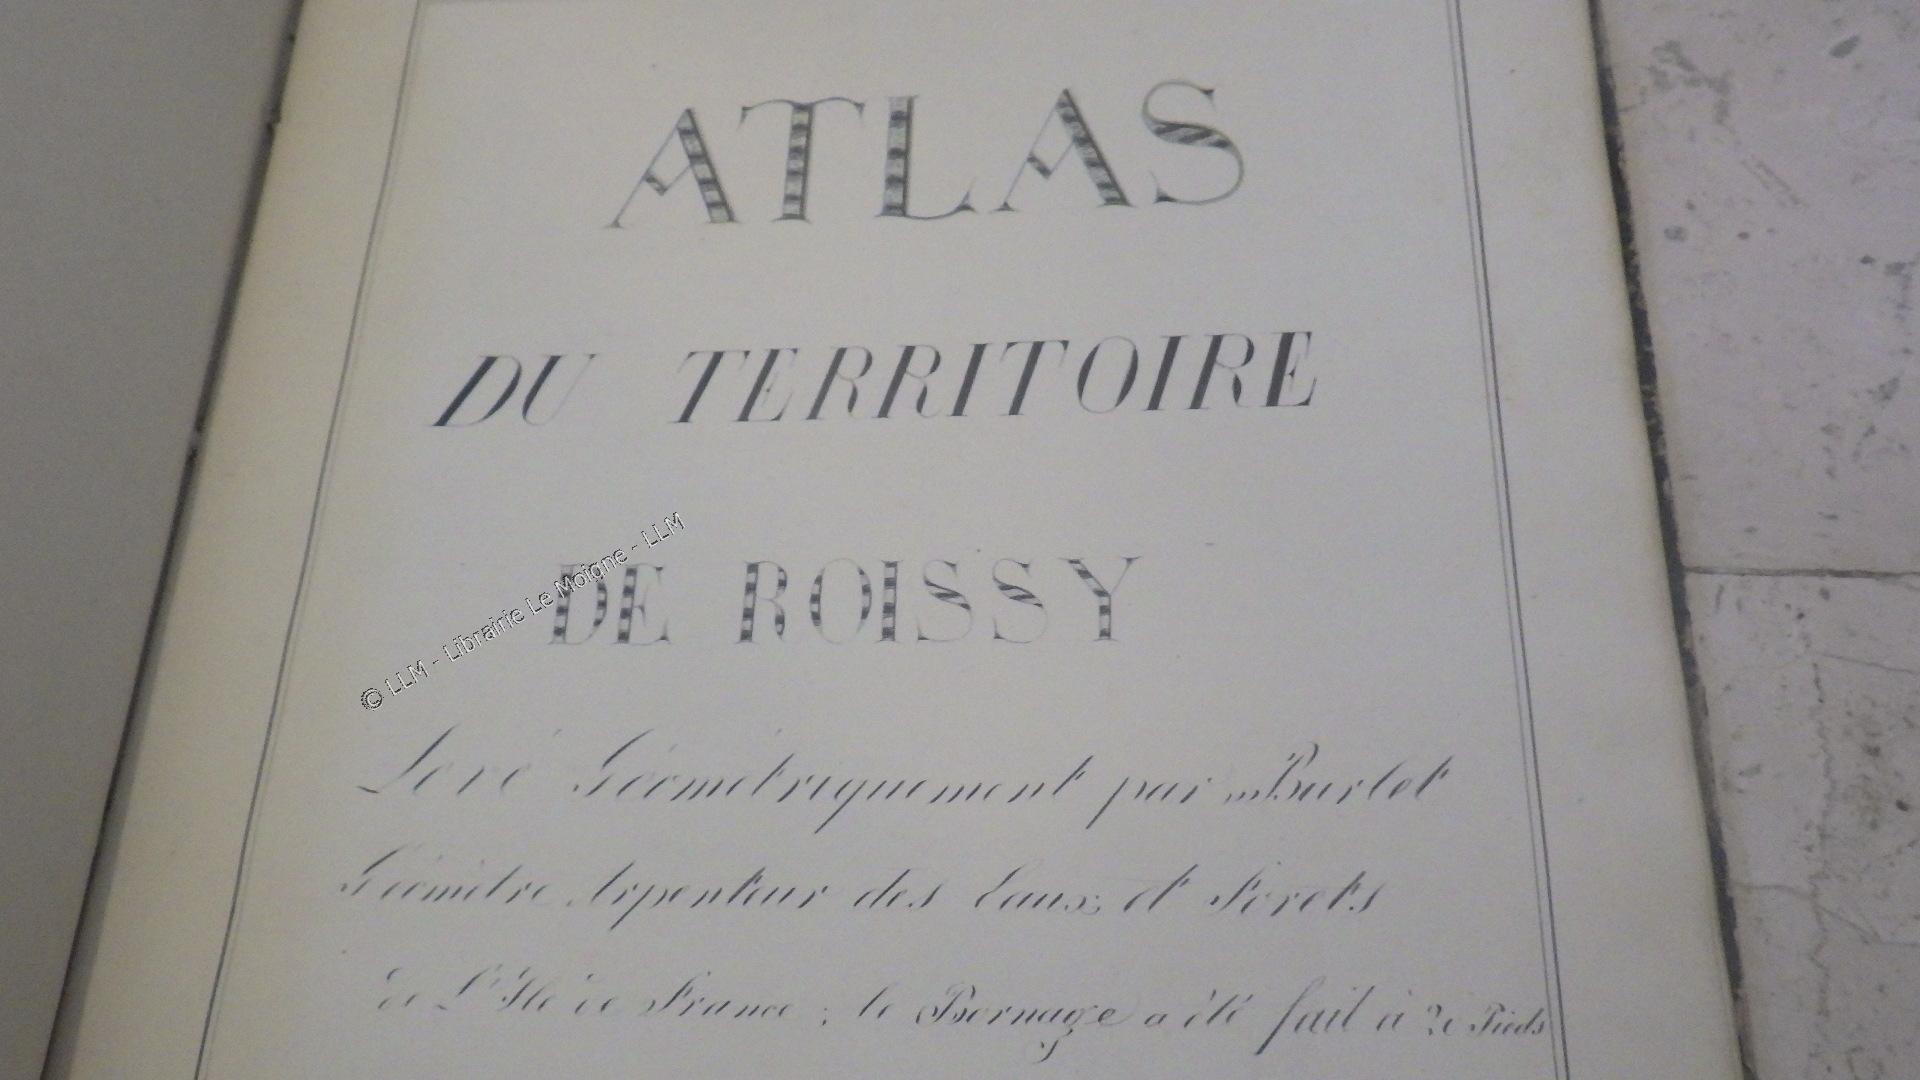 ATLAS
DU TERRITOIRE
DE ROISSY
© LLM - Librairie Le Moigne - LLM
Levé Géométriquement par m Burlet
Géomètre Arpenteur des Eaux et Forets
de L'Ile de France ; le Bornage a été fait à 20 Pieds